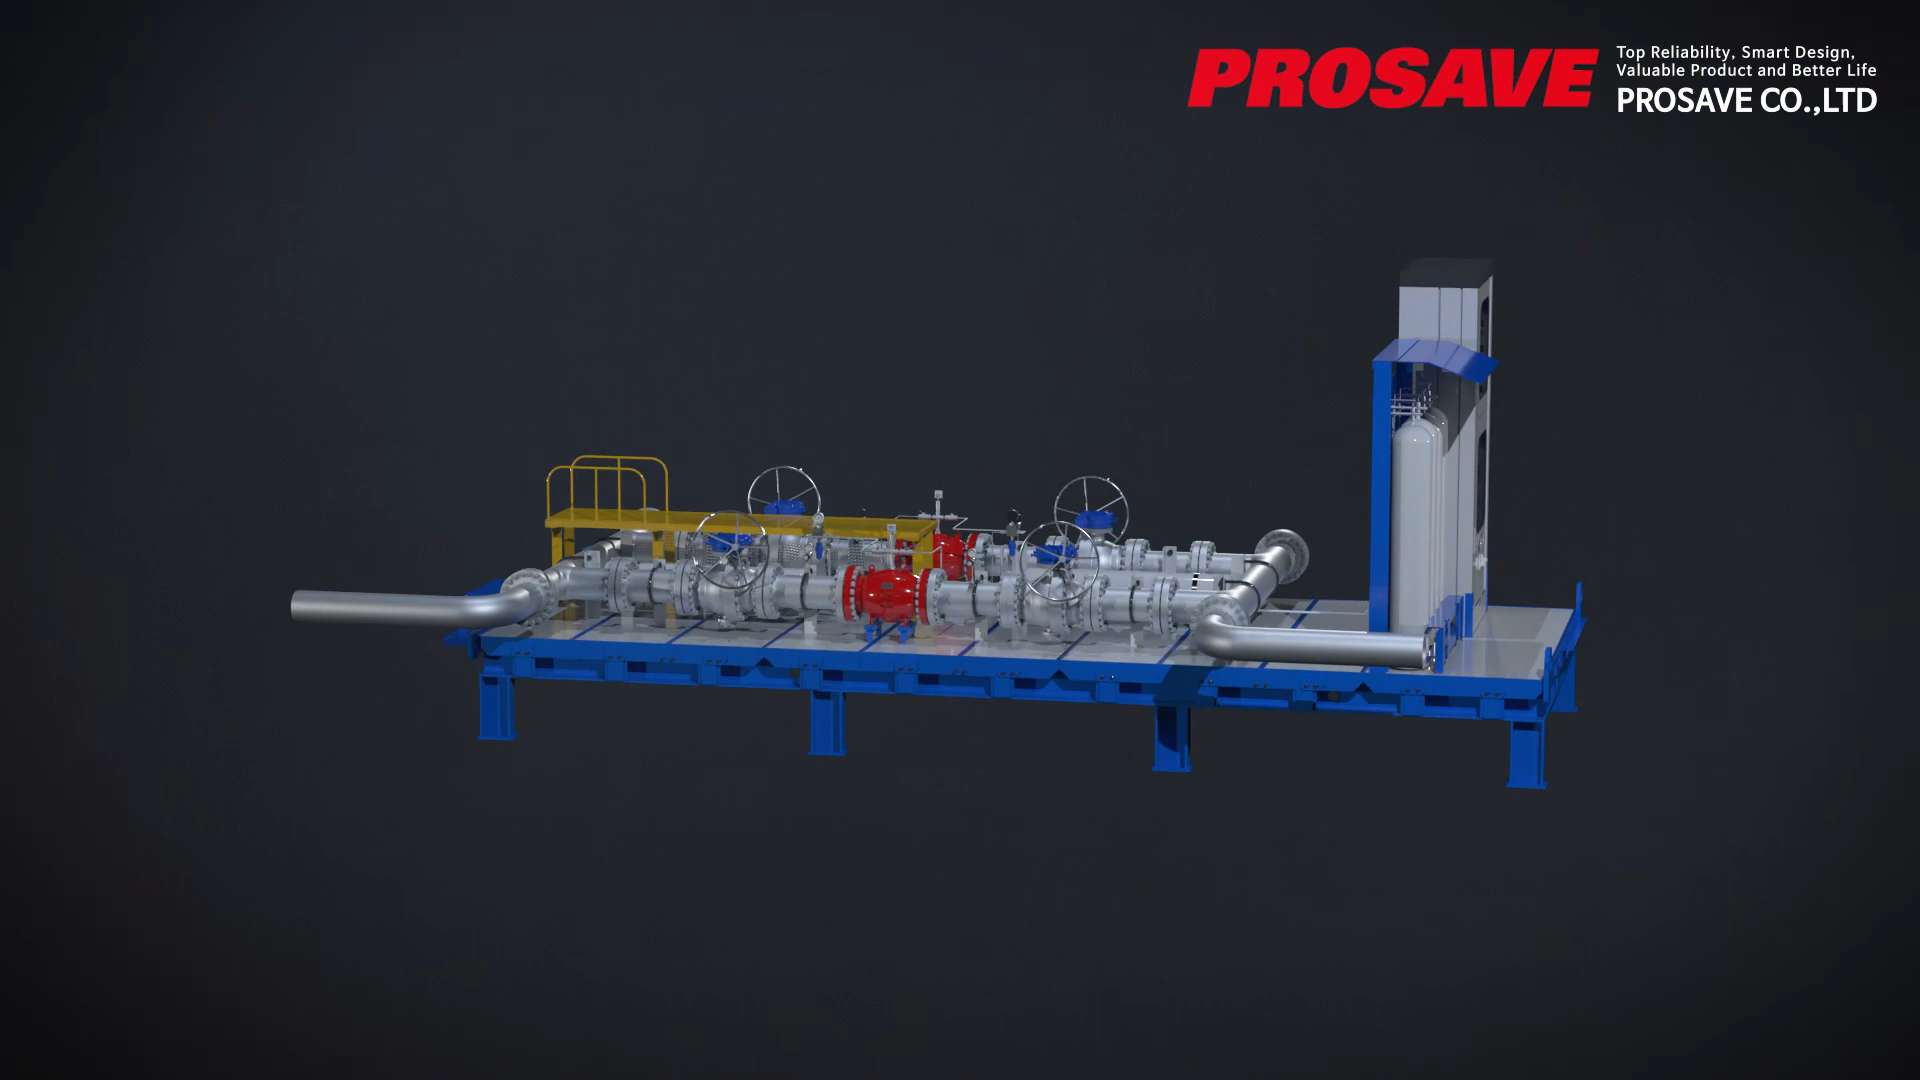 PROSAVE
Top Reliability, Smart Design,
Valuable Product and Better Life
PROSAVE CO.,LTD